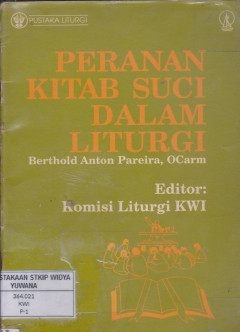 PUSTAKA LITURGI
PERANAN
KITAB SUCI
DALAM
LITURGI
Berthold Anton Pareira, OCarm
Editor:
Komisi Liturgi KWI
STAKAAN STKIP WIDYA
YUWANA
264.021
KWI
P-1